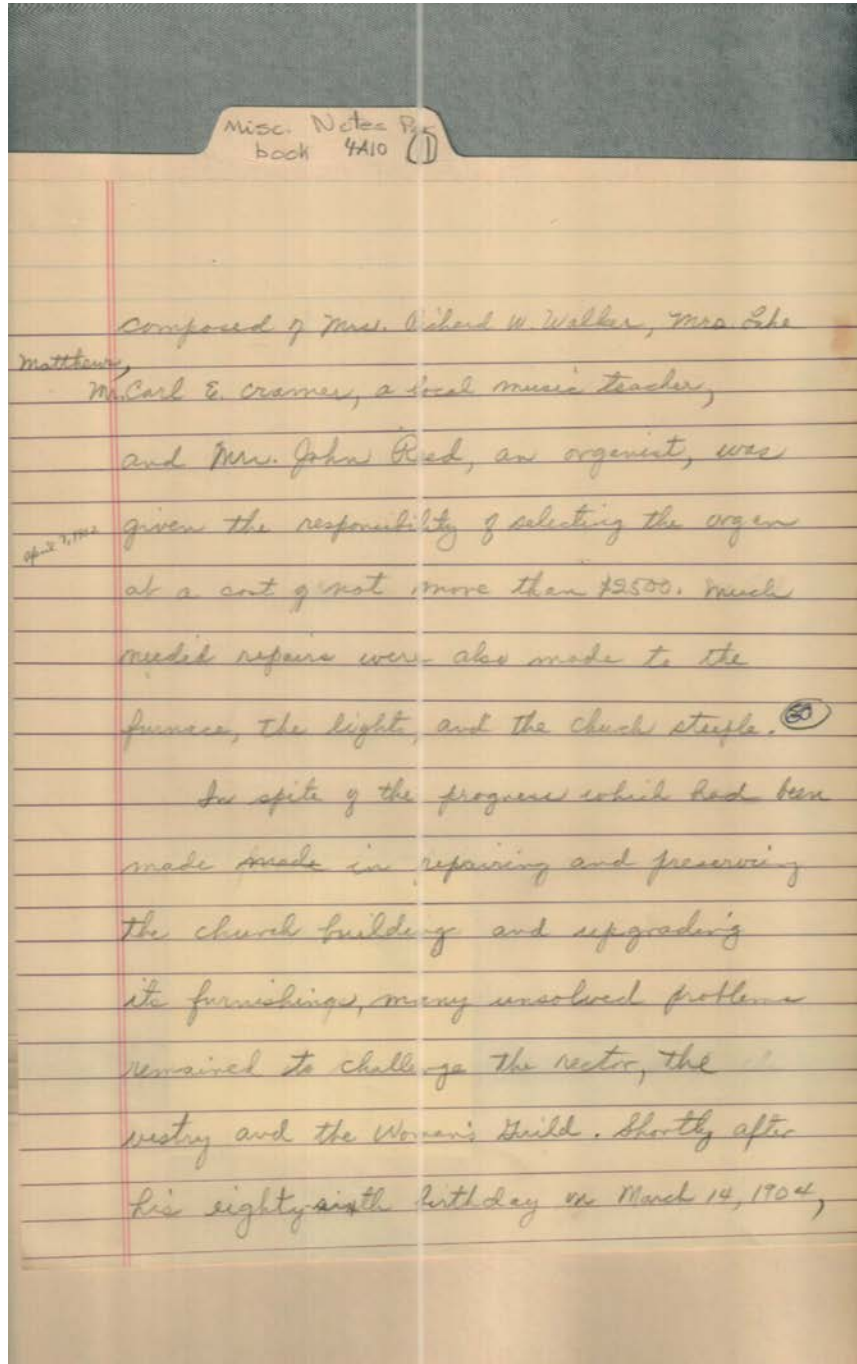 Misc. Notes
book 4A10 (1)
composed of Mrs. Richard W. Walker, Mrs. Luke
Matthews,
Mr. Carl E. Cramer, a local music teacher,
and Mrs. John Reed, an organist, was
given the responsibility of selecting the organ
April 7, 1902
at a cost of not more than $2500. Much
needed repairs were also made to the
furnace, the lights, and the church steeple. (50)
In spite of the progress which had been
made made in repairing and preserving
the church building and upgrading
its furnishings, many unsolved problems
remained to challenge the rector, the
vestry and the Woman's Guild. Shortly after
his eighty-sixth birthday on March 14, 1904,